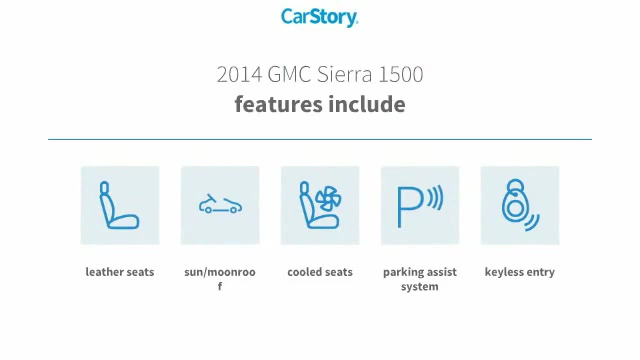 CarStory.
2014 GMC Sierra 1500
features include
leather seats
sun/moonroo
f
cooled seats
parking assist
system
keyless entry